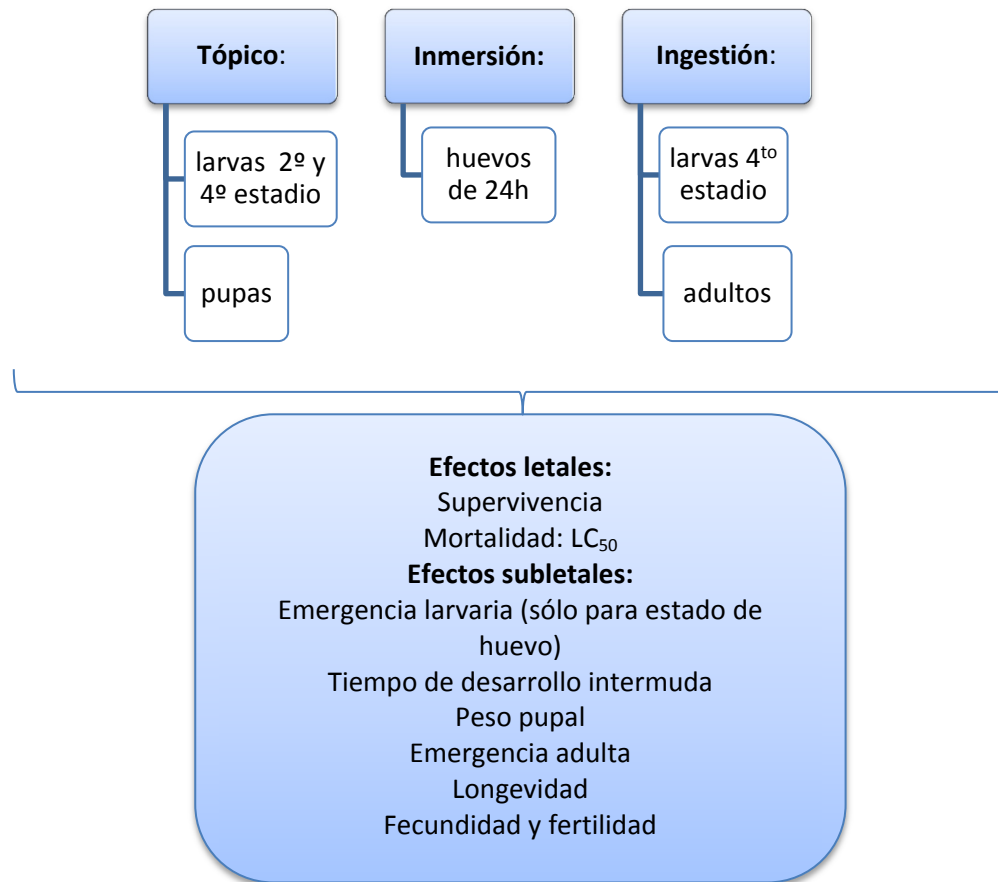 Tópico:
larvas 2º y
4º estadio
pupas
Inmersión:
huevos
de 24h
Ingestión:
larvas 4to
estadio
adultos
Efectos letales:
Supervivencia
Mortalidad: LC50
Efectos subletales:
Emergencia larvaria (sólo para estado de
huevo)
Tiempo de desarrollo intermuda
Peso pupal
Emergencia adulta
Longevidad
Fecundidad y fertilidad